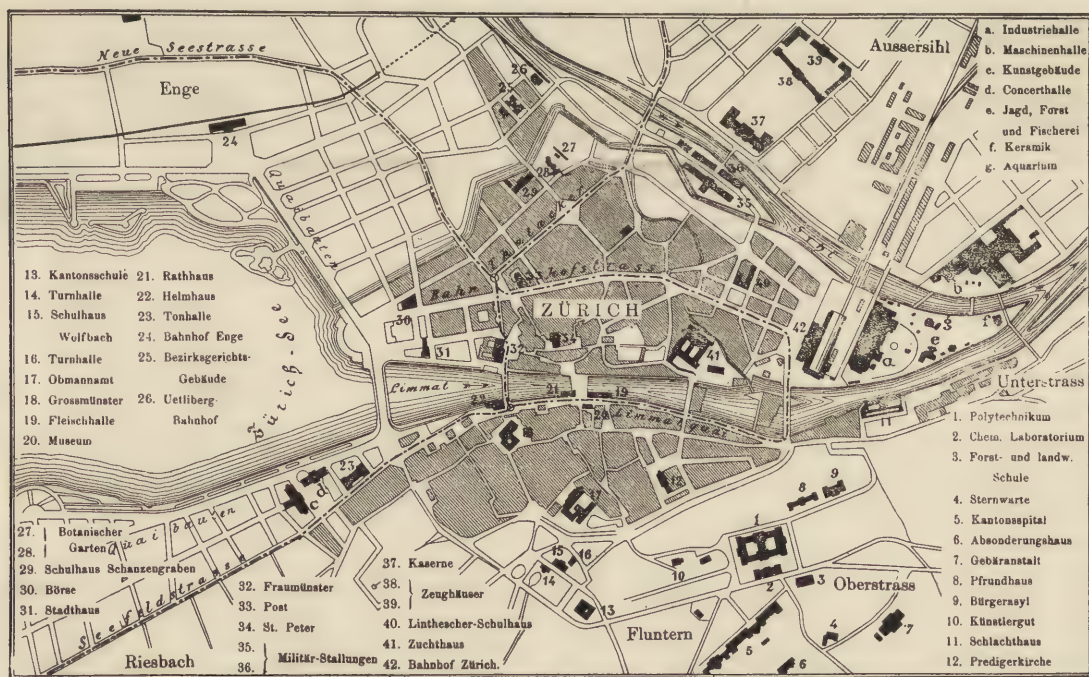 Neue Seestrasse
Enge
Aussersihl
ZÜRICH
Bahnhofstrasse
Thalacker
Sihl
Quaibauten
Zürich-See
Limmat
Limmatquai
Unterstrass
Oberstrass
Fluntern
Riesbach
Seefeldstrasse
Quaibauten
a. Industriehalle
b. Maschinenhalle
c. Kunstgebäude
d. Concerthalle
e. Jagd, Forst
und Fischerei
f. Keramik
g. Aquarium
1. Polytechnikum
2. Chem. Laboratorium
3. Forst- und landw.
Schule
4. Sternwarte
5. Kantonsspital
6. Absonderungshaus
7. Gebäranstalt
8. Pfrundhaus
9. Bürgerasyl
10. Künstlergut
11. Schlachthaus
12. Predigerkirche
13. Kantonsschule
14. Turnhalle
15. Schulhaus
Wolfbach
16. Turnhalle
17. Obmannamt
18. Grossmünster
19. Fleischhalle
20. Museum
21. Rathhaus
22. Helmhaus
23. Tonhalle
24. Bahnhof Enge
25. Bezirksgerichts-
Gebäude
26. Uetliberg-
Bahnhof
27. } Botanischer
28. } Garten
29. Schulhaus Schanzengraben
30. Börse
31. Stadthaus
32. Fraumünster
33. Post
34. St. Peter
35. } Militär-Stallungen
36. }
37. Kaserne
38. } Zeughäuser
39. }
40. Linthescher-Schulhaus
41. Zuchthaus
42. Bahnhof Zürich.